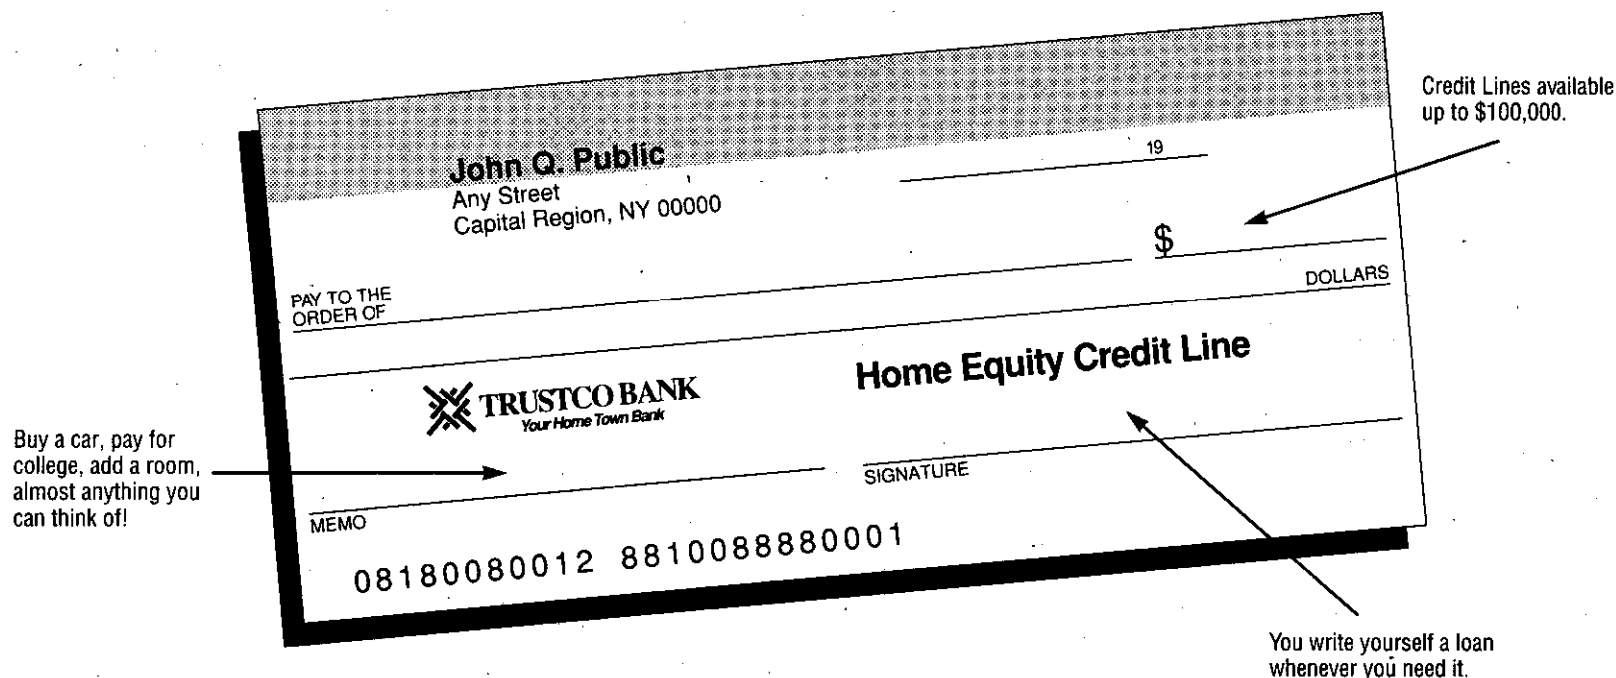 Credit Lines available
up to $100,000.
John Q. Public
Any Street
Capital Region, NY 00000
19
$
PAY TO THE
ORDER OF
DOLLARS
TRUSTCO BANK
Your Home Town Bank
Home Equity Credit Line
Buy a car, pay for
college, add a room,
almost anything you
can think of!
MEMO
SIGNATURE
08180080012 8810088880001
You write yourself a loan
whenever you need it.